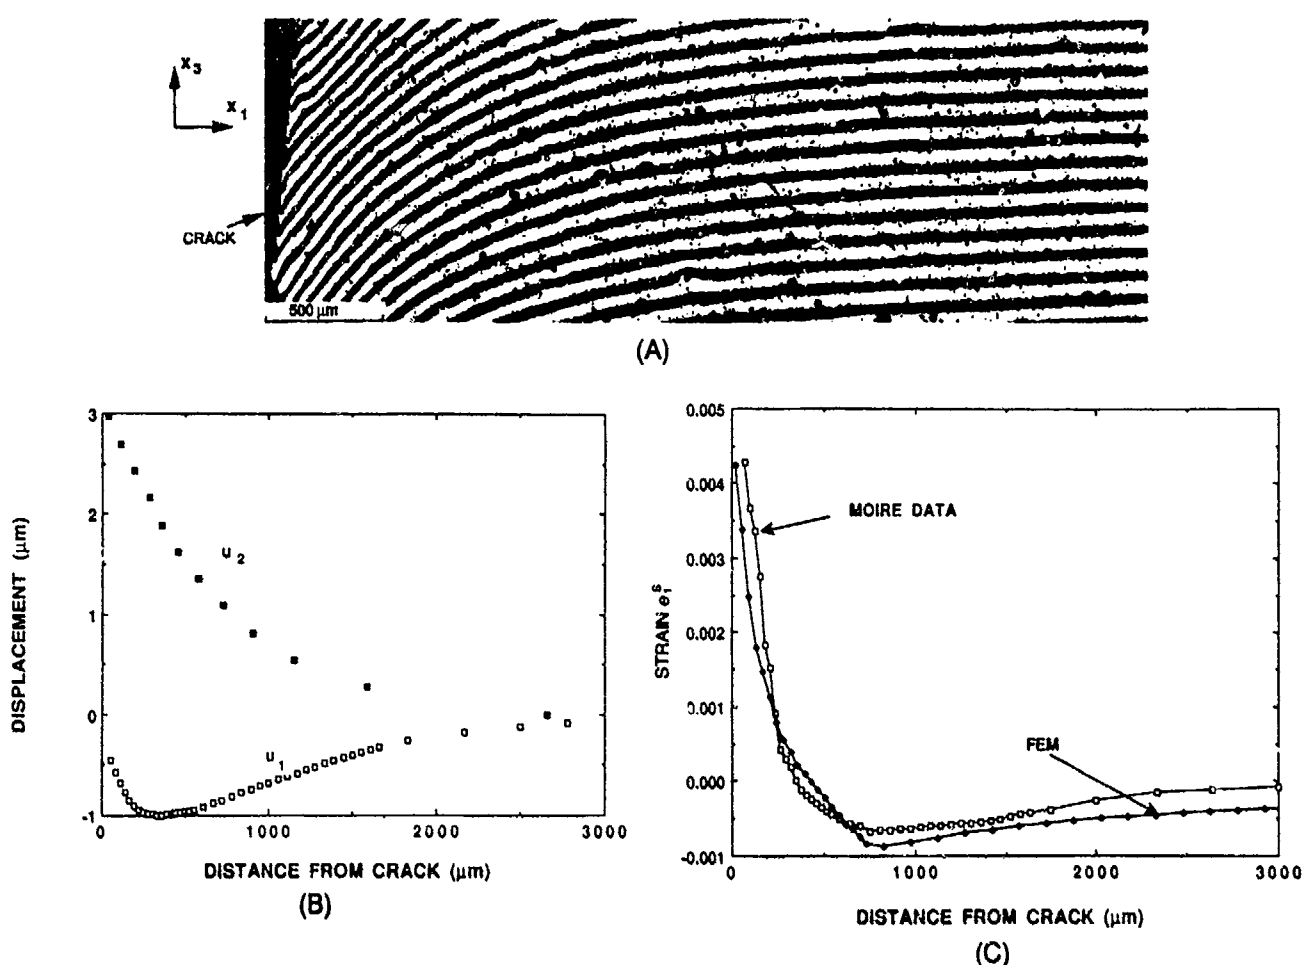 X3
X1
CRACK
500 μm
(A)
3
2
1
0
-1
DISPLACEMENT (μm)
u2
u1
0
1000
2000
3000
DISTANCE FROM CRACK (μm)
(B)
0.005
0.004
0.003
0.002
0.001
0.000
-0.001
STRAIN e1s
MOIRE DATA
FEM
0
1000
2000
3000
DISTANCE FROM CRACK (μm)
(C)